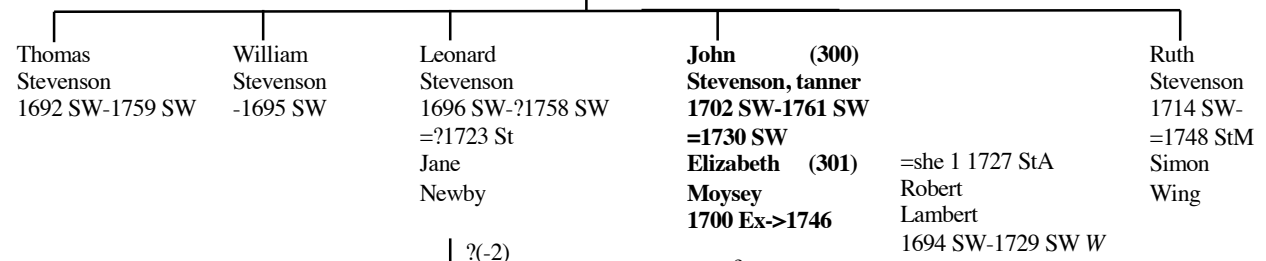 Thomas
Stevenson
1692 SW-1759 SW
William
Stevenson
-1695 SW
Leonard
Stevenson
1696 SW-?1758 SW
=?1723 St
Jane
Newby
?(-2)
John (300)
Stevenson, tanner
1702 SW-1761 SW
=1730 SW
Elizabeth (301)
Moysey
1700 Ex->1746
=she 1 1727 StA
Robert
Lambert
1694 SW-1729 SW W
Ruth
Stevenson
1714 SW-
=1748 StM
Simon
Wing